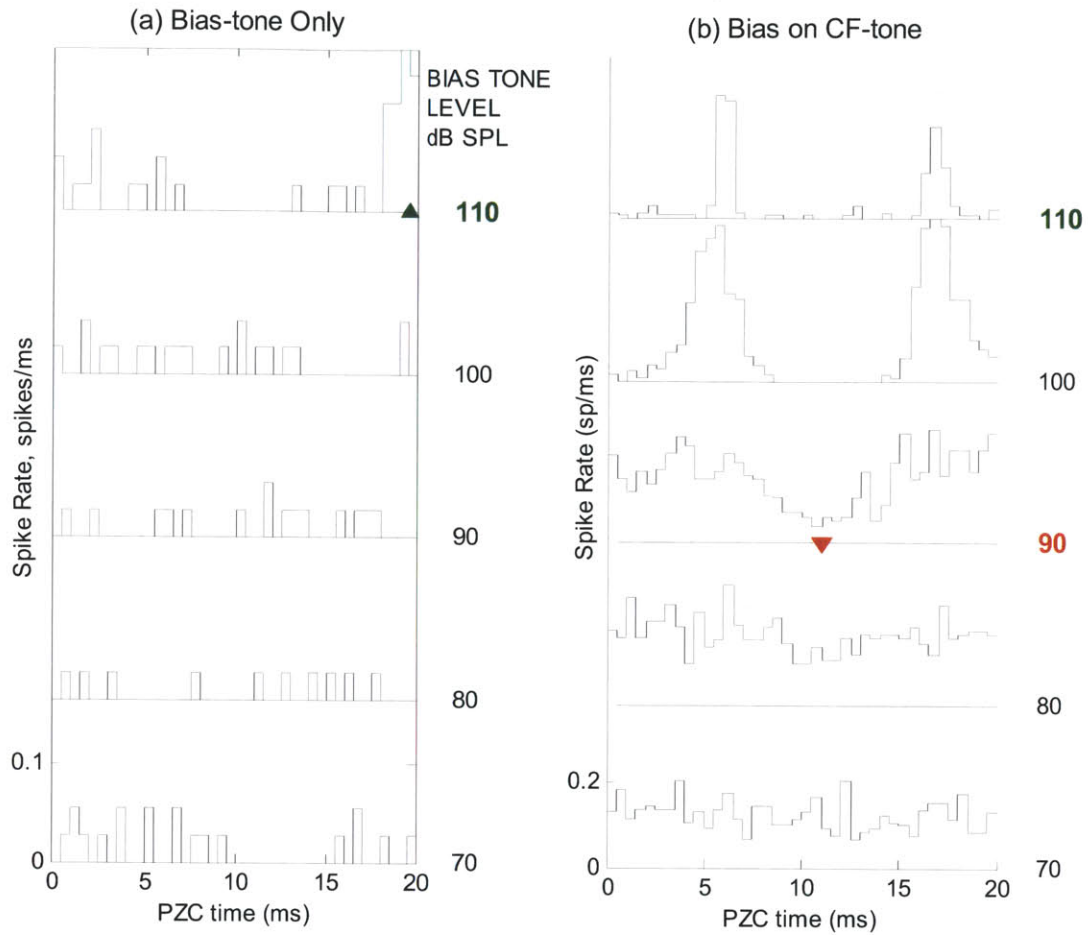 (a) Bias-tone Only
(b) Bias on CF-tone
BIAS TONE
LEVEL
dB SPL
110
100
90
80
70
Spike Rate, spikes/ms
0.1
0
0 5 10 15 20
PZC time (ms)
110
100
90
80
70
Spike Rate (sp/ms)
0.2
0
0 5 10 15 20
PZC time (ms)